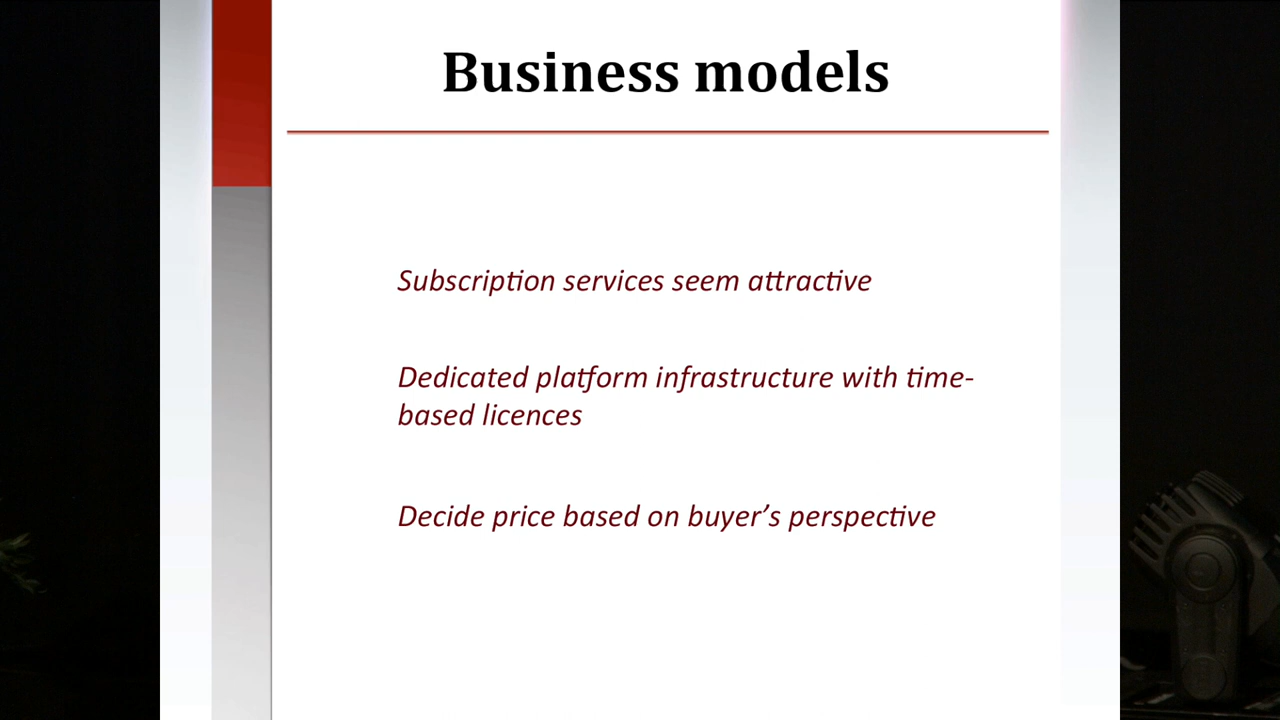 Business models
Subscription services seem attractive
Dedicated platform infrastructure with time-
based licences
Decide price based on buyer’s perspective